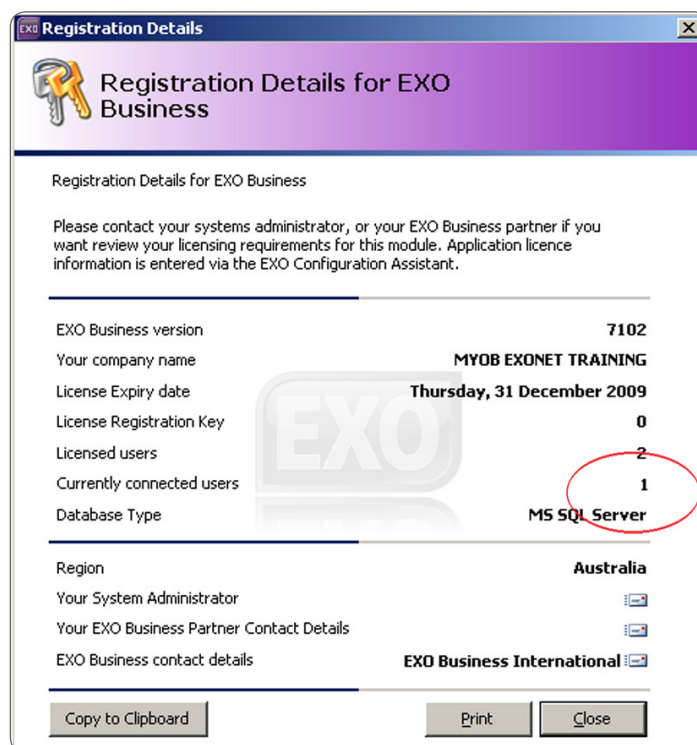 EXO Registration Details
Registration Details for EXO
Business
Registration Details for EXO Business
Please contact your systems administrator, or your EXO Business partner if you
want review your licensing requirements for this module. Application licence
information is entered via the EXO Configuration Assistant.
EXO Business version 7102
Your company name MYOB EXONET TRAINING
License Expiry date Thursday, 31 December 2009
License Registration Key 0
Licensed users 2
Currently connected users 1
Database Type MS SQL Server
EXO
Region Australia
Your System Administrator
Your EXO Business Partner Contact Details
EXO Business contact details EXO Business International
Copy to Clipboard Print Close